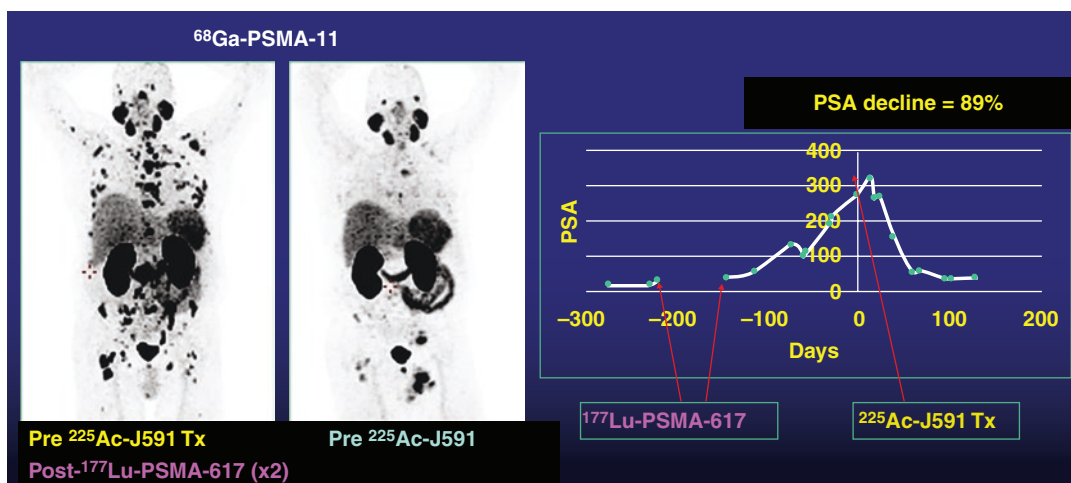 ⁶⁸Ga-PSMA-11
PSA decline = 89%
400
300
200
100
0
PSA
–300
–200
–100
0
100
200
Days
¹⁷⁷Lu-PSMA-617
²²⁵Ac-J591 Tx
Pre ²²⁵Ac-J591 Tx
Pre ²²⁵Ac-J591
Post-¹⁷⁷Lu-PSMA-617 (x2)